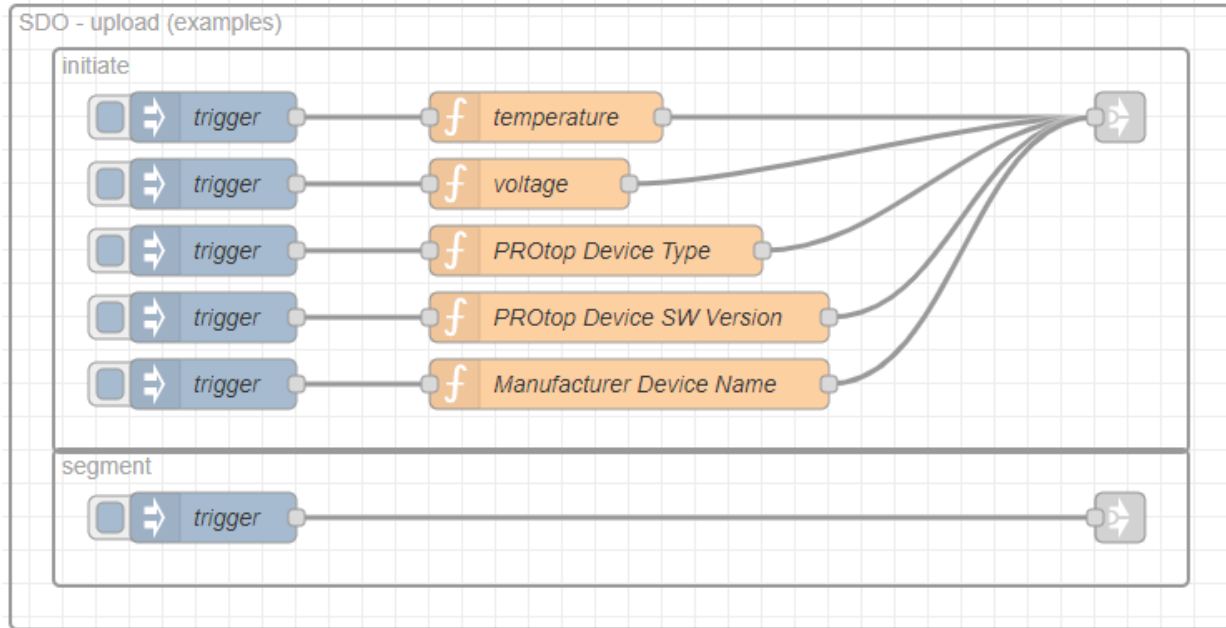 SDO - upload (examples)
initiate
trigger temperature
trigger voltage
trigger PROtop Device Type
trigger PROtop Device SW Version
trigger Manufacturer Device Name
segment
trigger